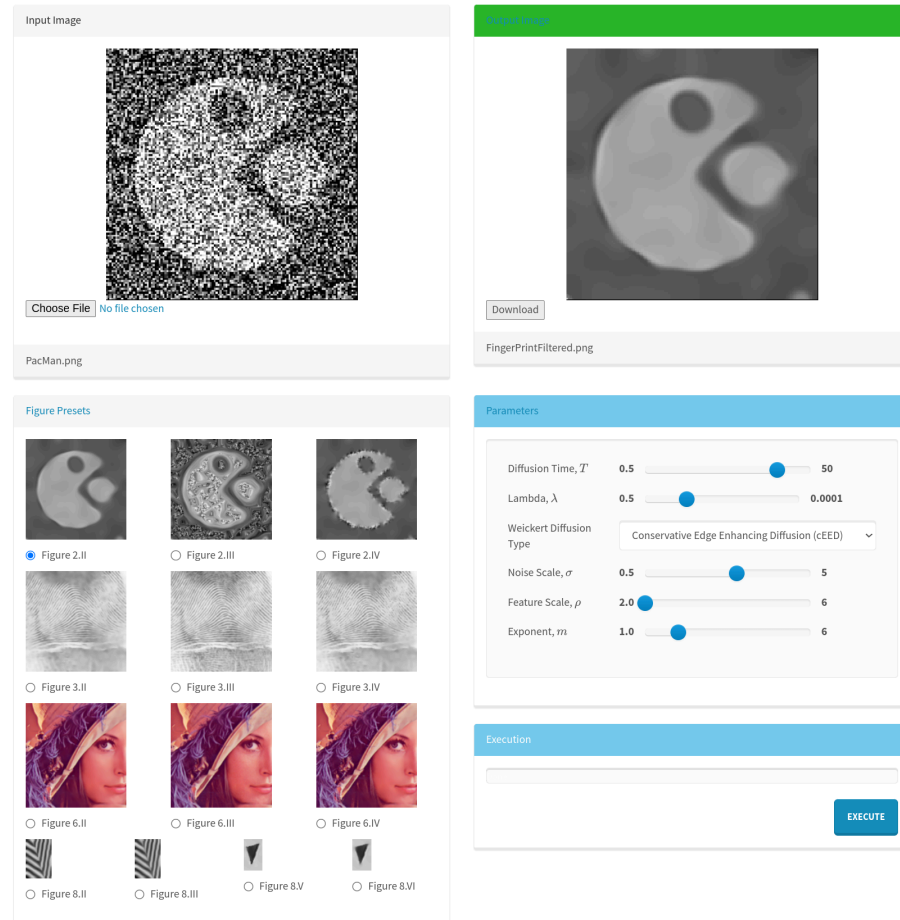 Input Image
Choose File No file chosen
PacMan.png
Output Image
Download
FingerPrintFiltered.png
Figure Presets
Figure 2.II Figure 2.III Figure 2.IV
Figure 3.II Figure 3.III Figure 3.IV
Figure 6.II Figure 6.III Figure 6.IV
Figure 8.II Figure 8.III Figure 8.V Figure 8.VI
Parameters
Diffusion Time, T 0.5 50
Lambda, λ 0.5 0.0001
Weickert Diffusion
Type
Conservative Edge Enhancing Diffusion (cEED)
Noise Scale, σ 0.5 5
Feature Scale, ρ 2.0 6
Exponent, m 1.0 6
Execution
EXECUTE